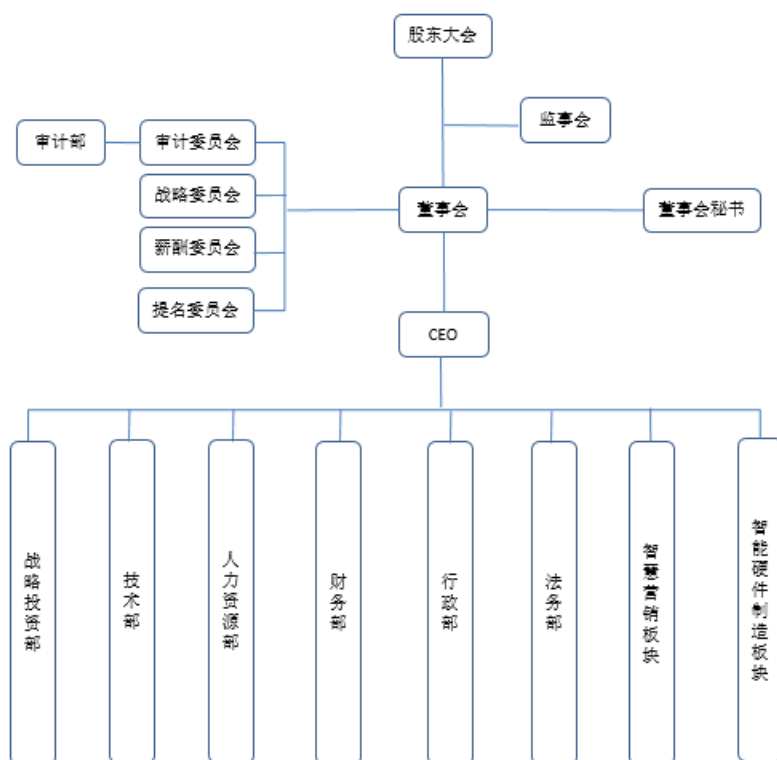 股东大会
监事会
审计部
审计委员会
战略委员会
董事会
董事会秘书
薪酬委员会
提名委员会
CEO
战略投资部
技术部
人力资源部
财务部
行政部
法务部
智慧营销板块
智能硬件制造板块